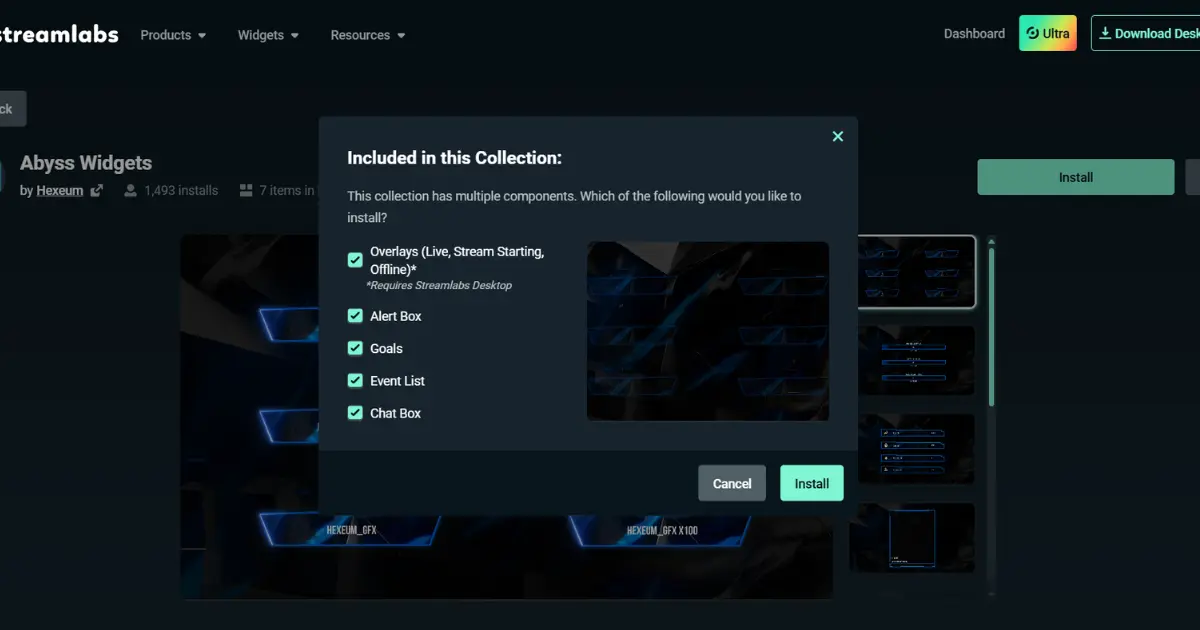 streamlabs
Products
Widgets
Resources
Dashboard
Ultra
Download Desk
ck
Abyss Widgets
by Hexeum
1,493 installs
7 items in
Install
Included in this Collection:
This collection has multiple components. Which of the following would you like to
install?
Overlays (Live, Stream Starting,
Offline)*
*Requires Streamlabs Desktop
Alert Box
Goals
Event List
Chat Box
Cancel
Install
HEXEUM_GFX
HEXEUM_GFX X100